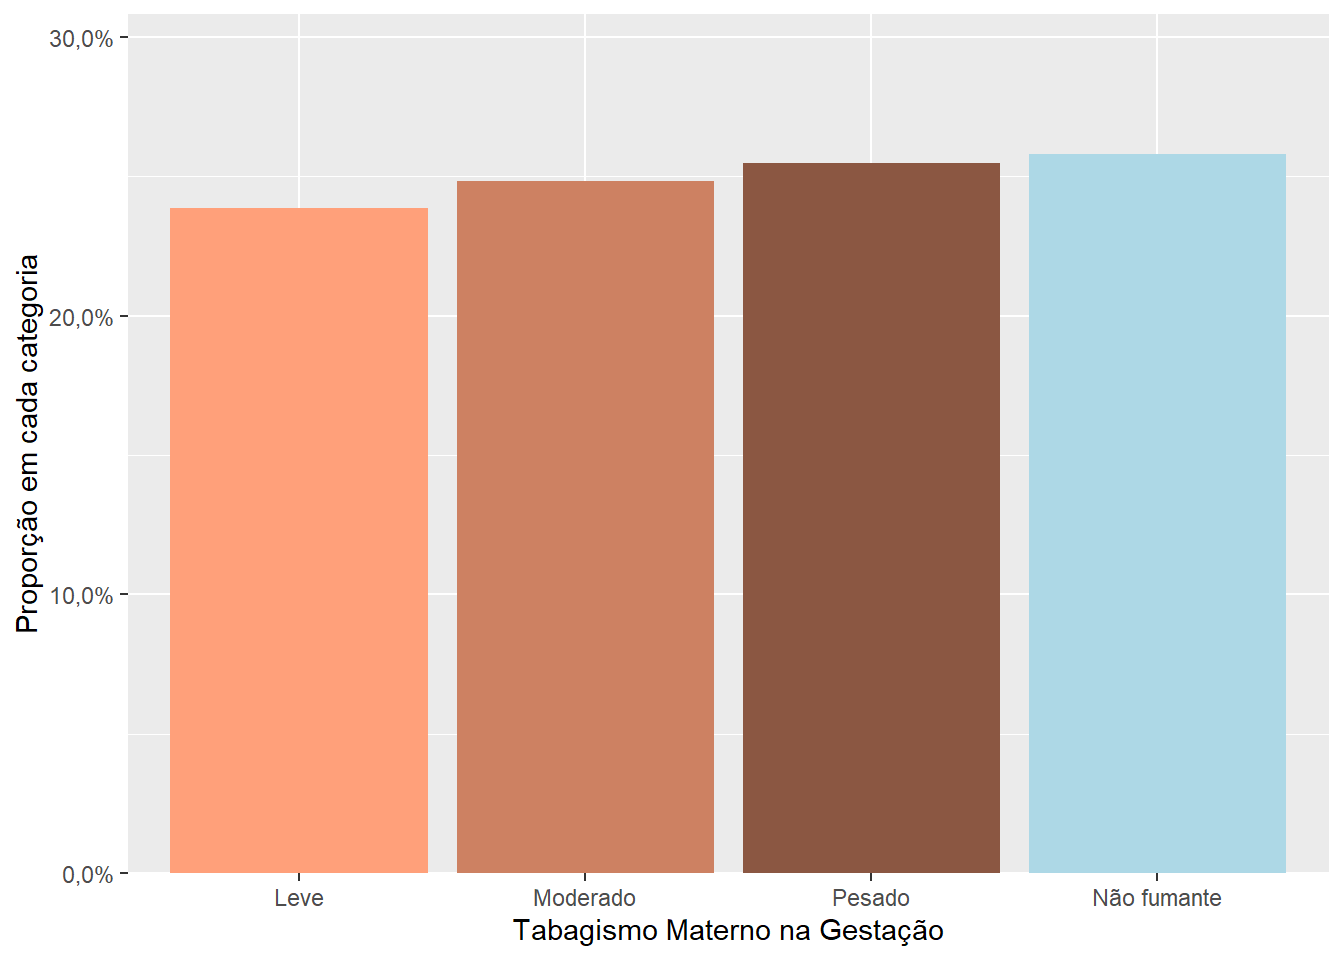 30,0%
20,0%
10,0%
0,0%
Proporção em cada categoria
Leve
Moderado
Pesado
Não fumante
Tabagismo Materno na Gestação